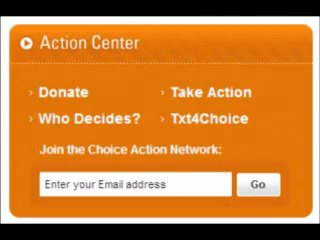 Action Center
› Donate › Take Action
› Who Decides? › Txt4Choice
Join the Choice Action Network:
Enter your Email address Go